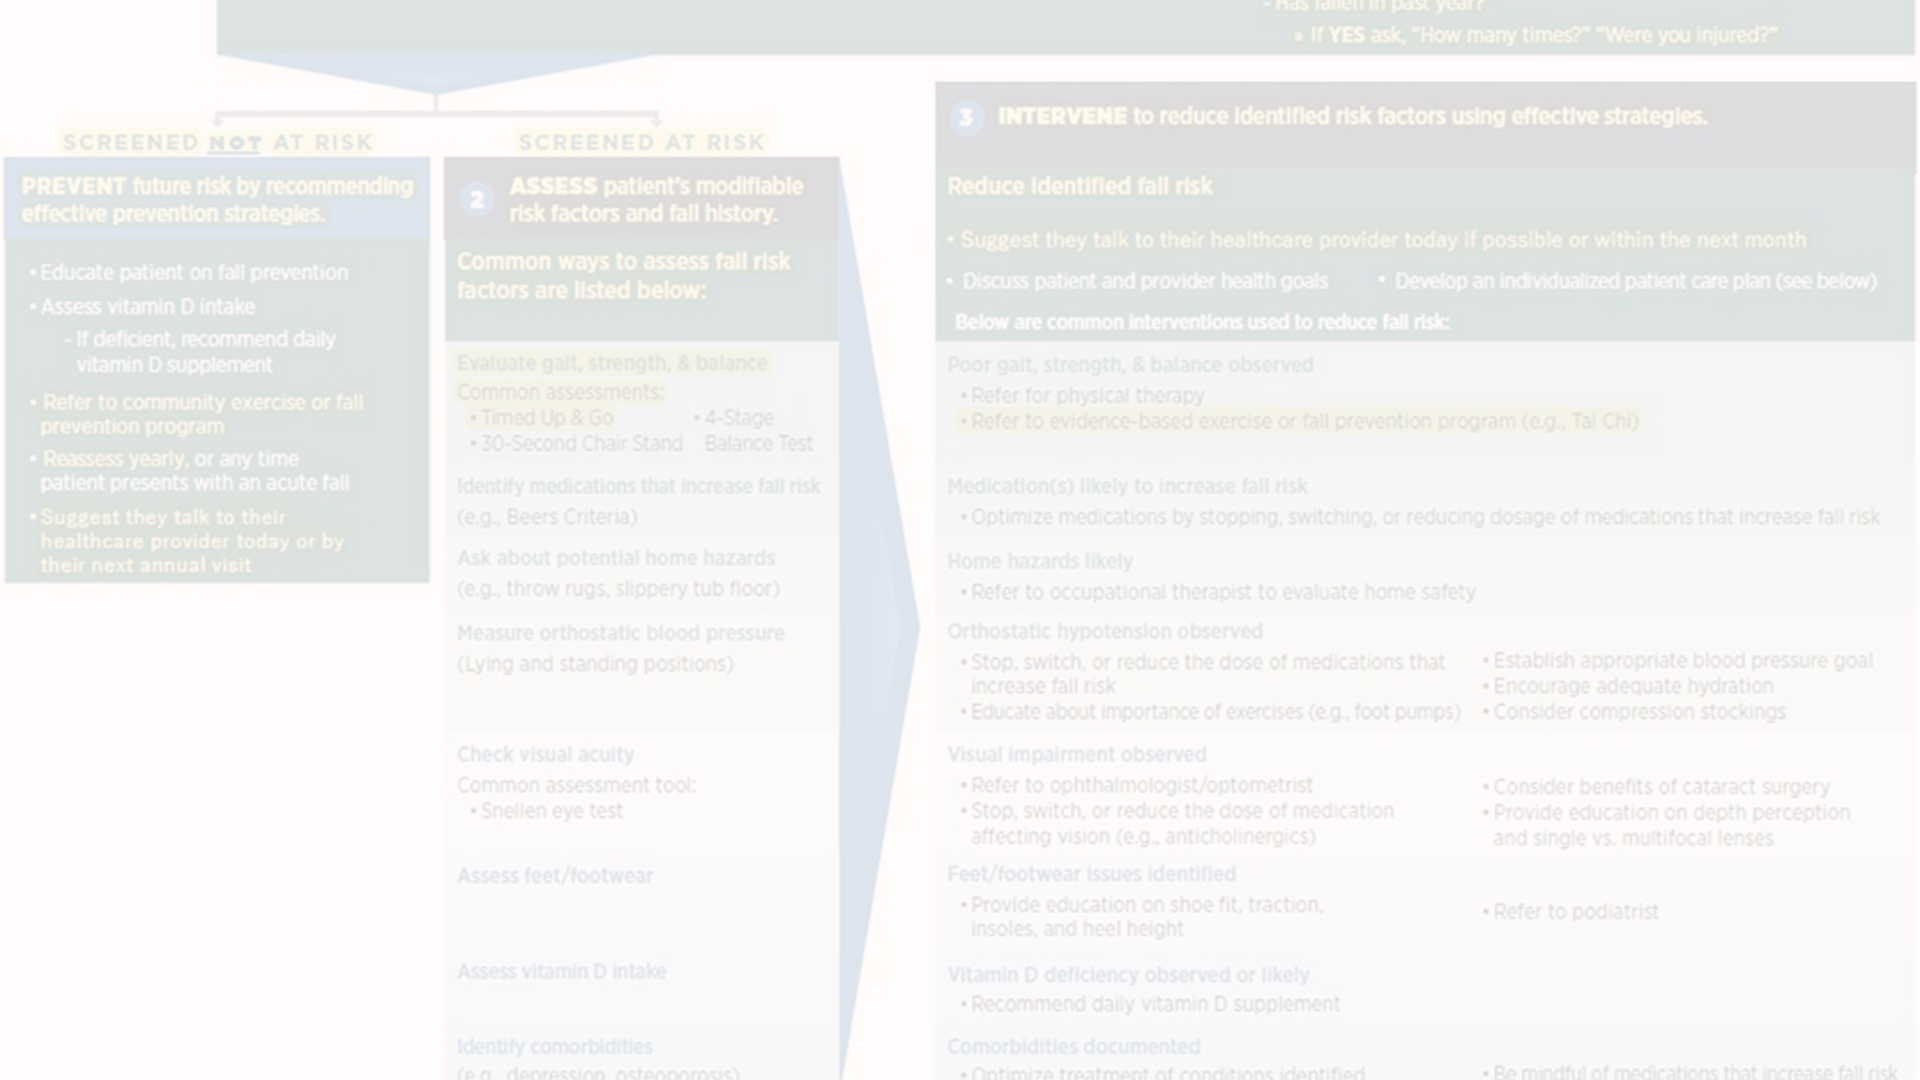 - Has fallen in past year?
» If YES ask, “How many times?” “Were you injured?”
SCREENED NOT AT RISK
PREVENT future risk by recommending
effective prevention strategies.
• Educate patient on fall prevention
• Assess vitamin D intake
- If deficient, recommend daily
vitamin D supplement
• Refer to community exercise or fall
prevention program
• Reassess yearly, or any time
patient presents with an acute fall
• Suggest they talk to their
healthcare provider today or by
their next annual visit
SCREENED AT RISK
2 ASSESS patient’s modifiable
risk factors and fall history.
Common ways to assess fall risk
factors are listed below:
Evaluate gait, strength, & balance
Common assessments:
• Timed Up & Go
• 30-Second Chair Stand
• 4-Stage
Balance Test
Identify medications that increase fall risk
(e.g., Beers Criteria)
Ask about potential home hazards
(e.g., throw rugs, slippery tub floor)
Measure orthostatic blood pressure
(Lying and standing positions)
Check visual acuity
Common assessment tool:
• Snellen eye test
Assess feet/footwear
Assess vitamin D intake
Identify comorbidities
(e.g., depression, osteoporosis)
3 INTERVENE to reduce identified risk factors using effective strategies.
Reduce identified fall risk
• Suggest they talk to their healthcare provider today if possible or within the next month
• Discuss patient and provider health goals
• Develop an individualized patient care plan (see below)
Below are common interventions used to reduce fall risk:
Poor gait, strength, & balance observed
• Refer for physical therapy
• Refer to evidence-based exercise or fall prevention program (e.g., Tai Chi)
Medication(s) likely to increase fall risk
• Optimize medications by stopping, switching, or reducing dosage of medications that increase fall risk
Home hazards likely
• Refer to occupational therapist to evaluate home safety
Orthostatic hypotension observed
• Stop, switch, or reduce the dose of medications that
increase fall risk
• Educate about importance of exercises (e.g., foot pumps)
• Establish appropriate blood pressure goal
• Encourage adequate hydration
• Consider compression stockings
Visual impairment observed
• Refer to ophthalmologist/optometrist
• Stop, switch, or reduce the dose of medication
affecting vision (e.g., anticholinergics)
• Consider benefits of cataract surgery
• Provide education on depth perception
and single vs. multifocal lenses
Feet/footwear issues identified
• Provide education on shoe fit, traction,
insoles, and heel height
• Refer to podiatrist
Vitamin D deficiency observed or likely
• Recommend daily vitamin D supplement
Comorbidities documented
• Optimize treatment of conditions identified
• Be mindful of medications that increase fall risk